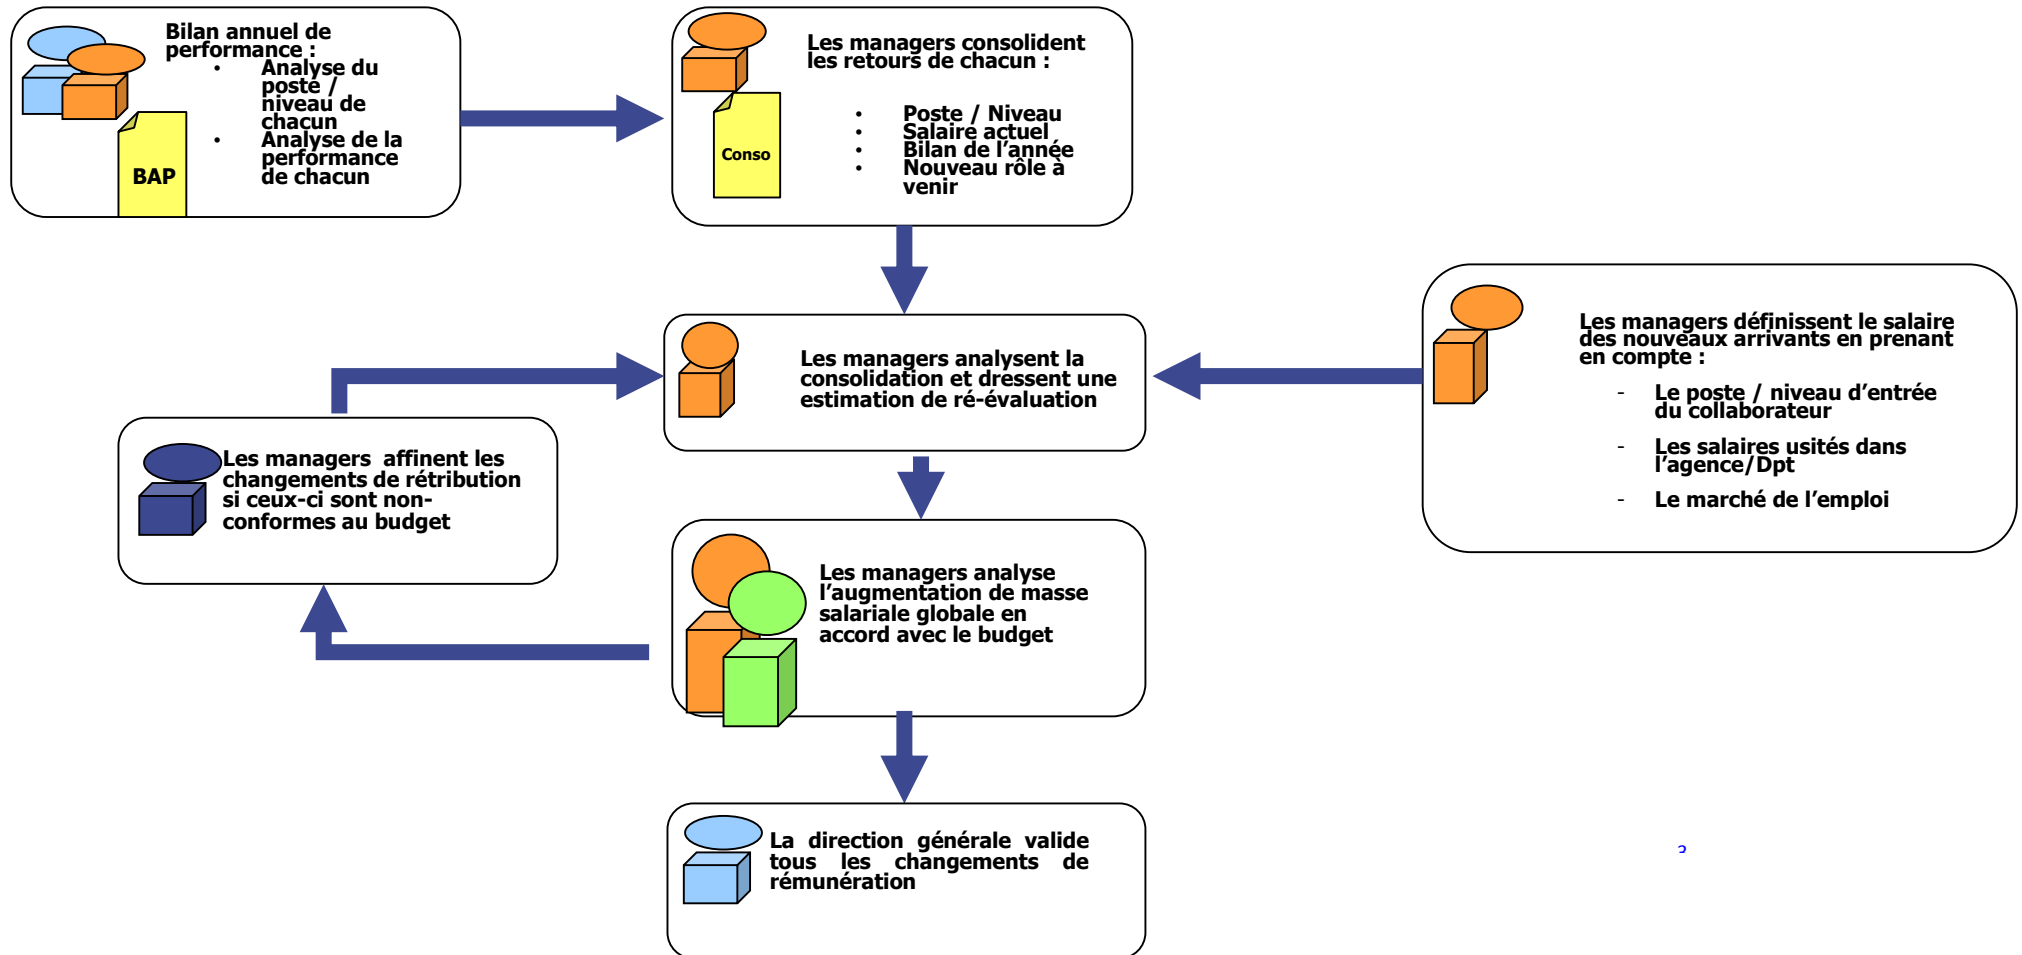 Bilan annuel de
performance :
• Analyse du
poste /
niveau de
chacun
• Analyse de la
performance
de chacun
BAP
Les managers consolident
les retours de chacun :
• Poste / Niveau
• Salaire actuel
• Bilan de l’année
• Nouveau rôle à
venir
Conso
Les managers analysent la
consolidation et dressent une
estimation de ré-évaluation
Les managers définissent le salaire
des nouveaux arrivants en prenant
en compte :
- Le poste / niveau d’entrée
du collaborateur
- Les salaires usités dans
l’agence/Dpt
- Le marché de l’emploi
Les managers affinent les
changements de rétribution
si ceux-ci sont non-
conformes au budget
Les managers analyse
l’augmentation de masse
salariale globale en
accord avec le budget
La direction générale valide
tous les changements de
rémunération